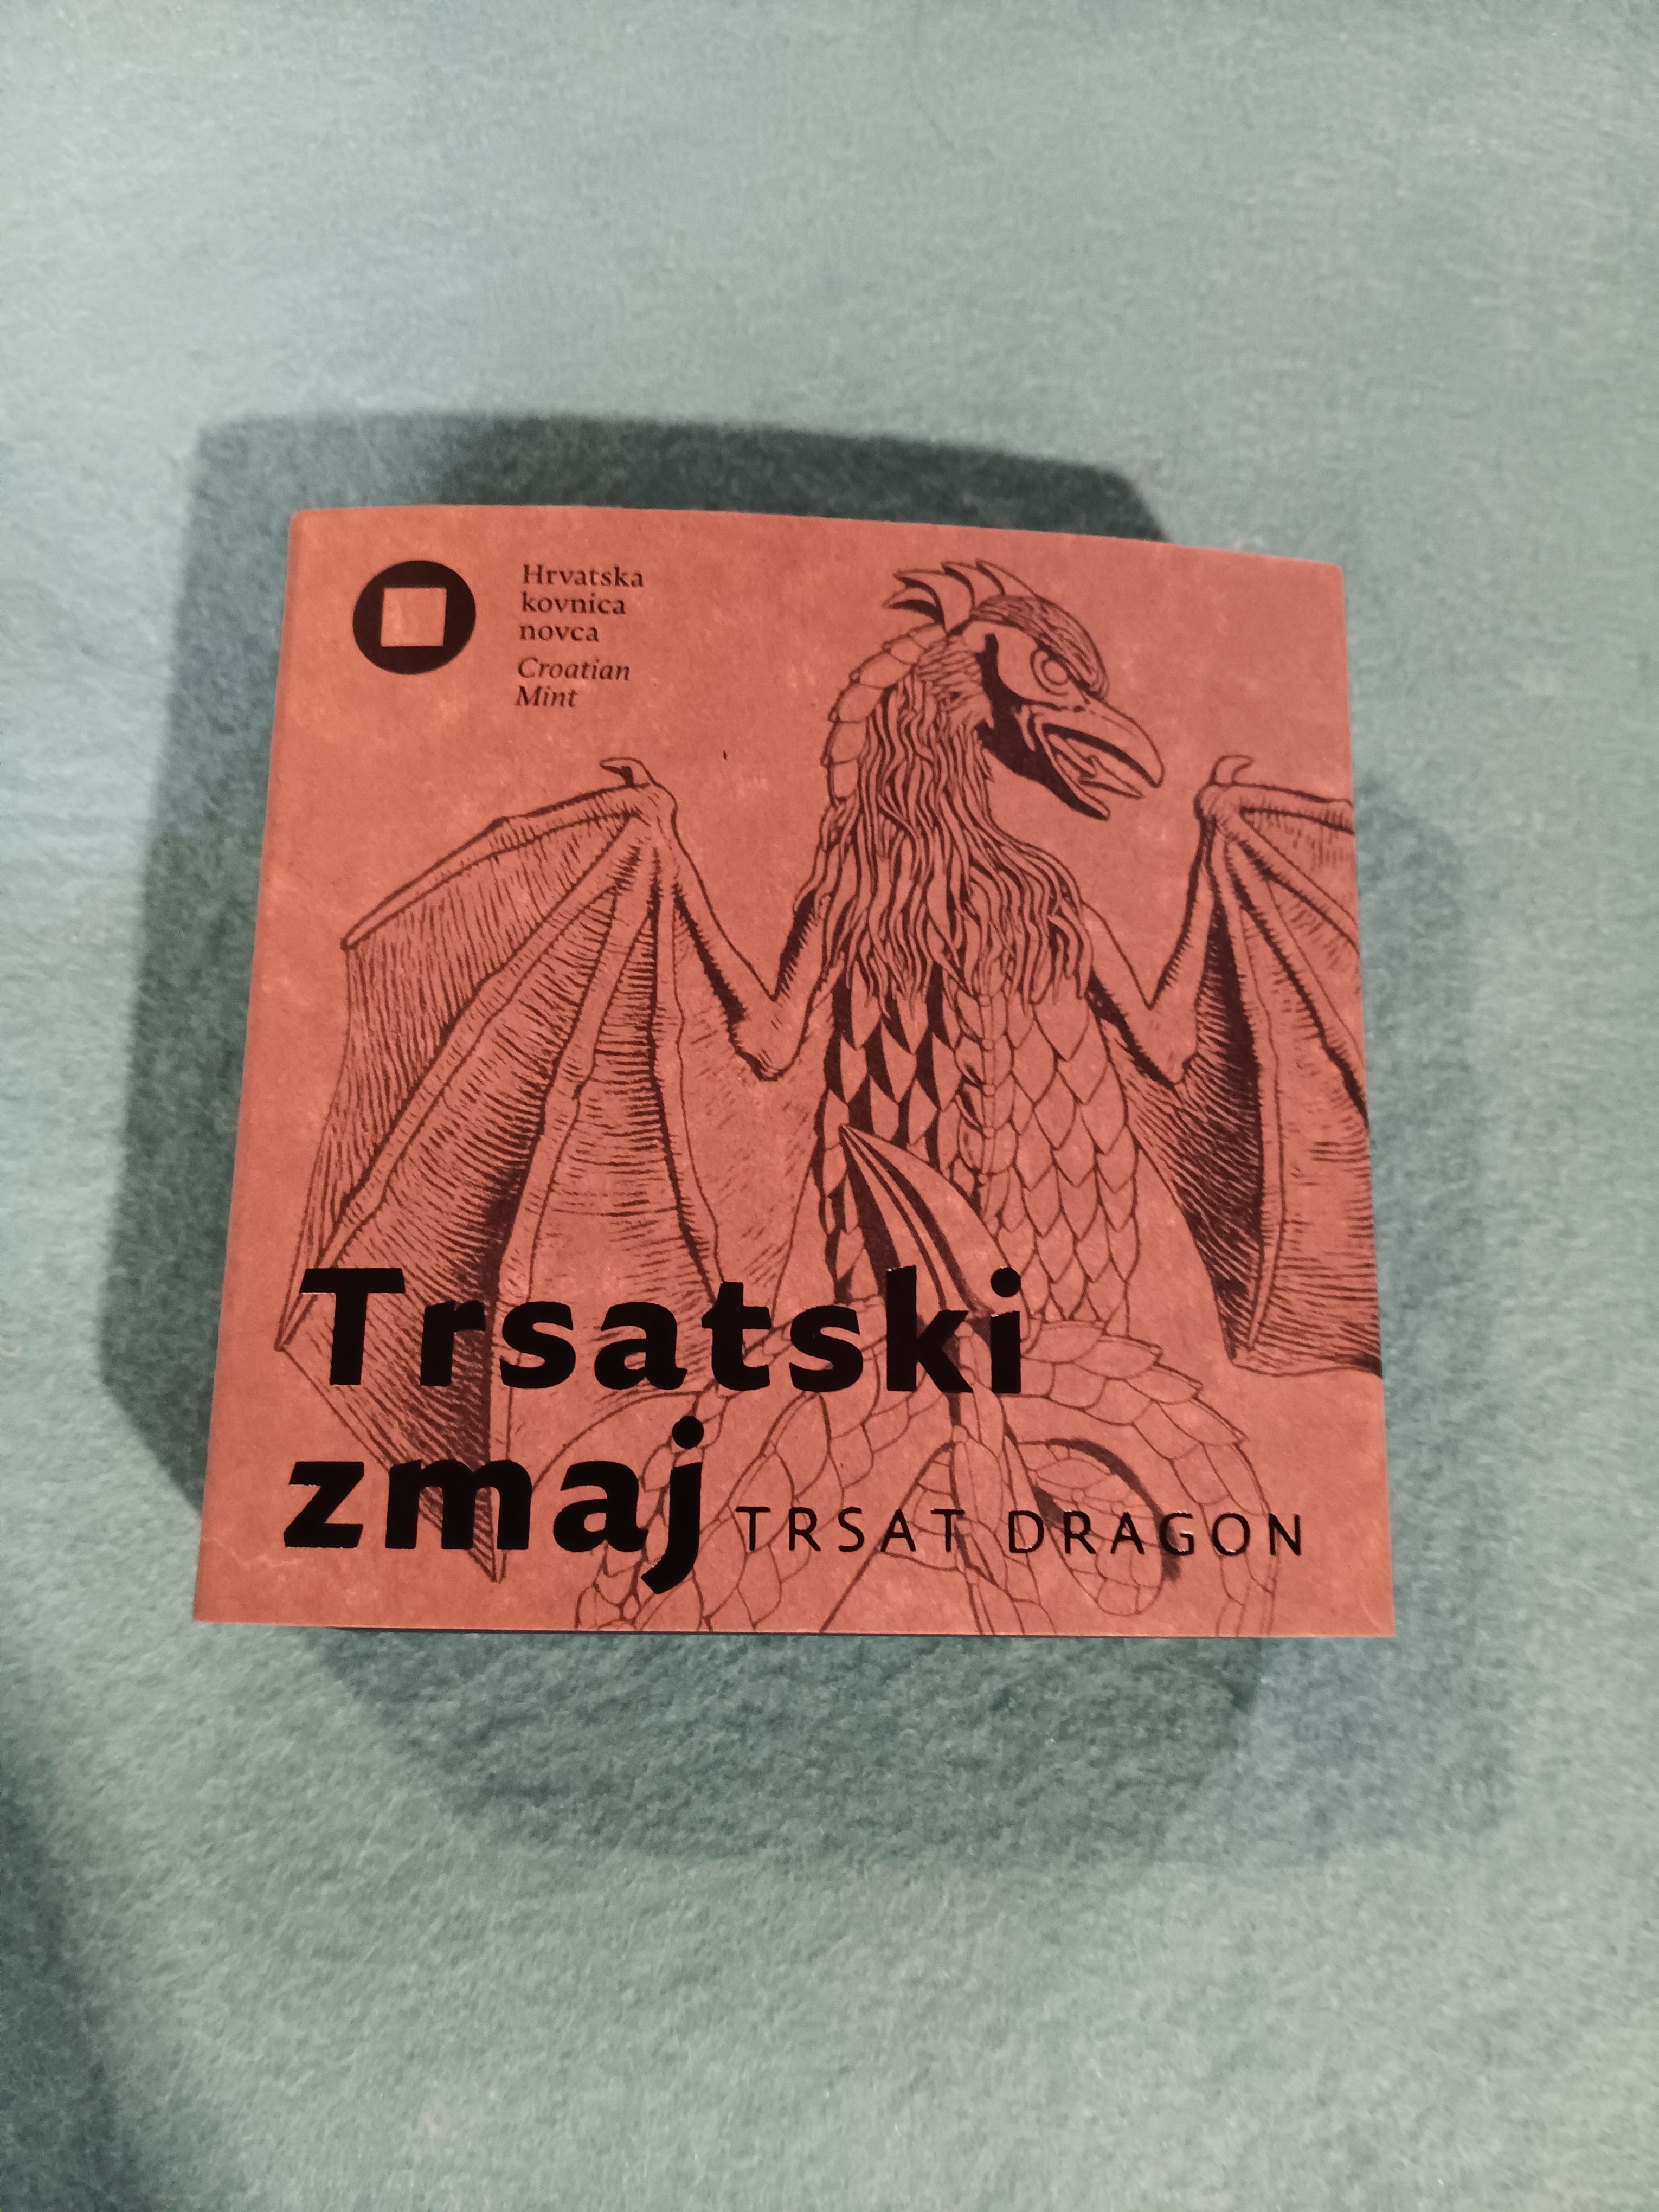 Hrvatska
kovnica
novca
Croatian
Mint
Trsatski
zmaj TRSAT DRAGON